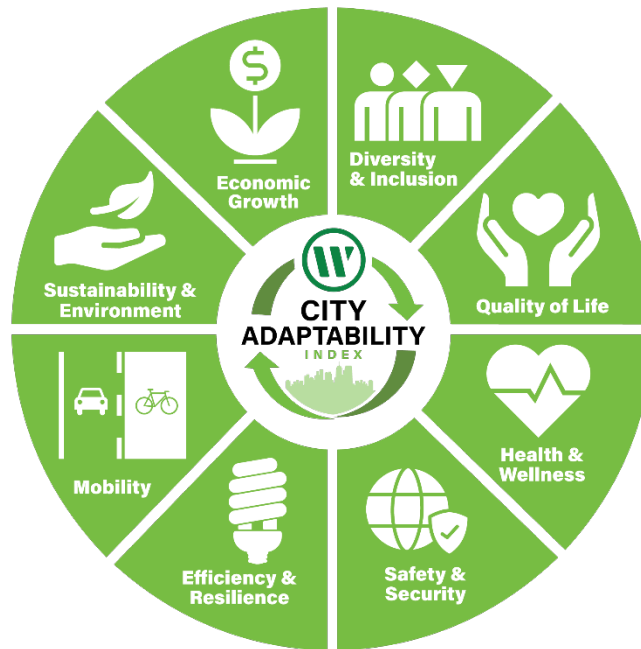 $
Economic
Growth
Diversity
& Inclusion
Sustainability &
Environment
Quality of Life
W
CITY
ADAPTABILITY
INDEX
Mobility
Health &
Wellness
Efficiency &
Resilience
Safety &
Security